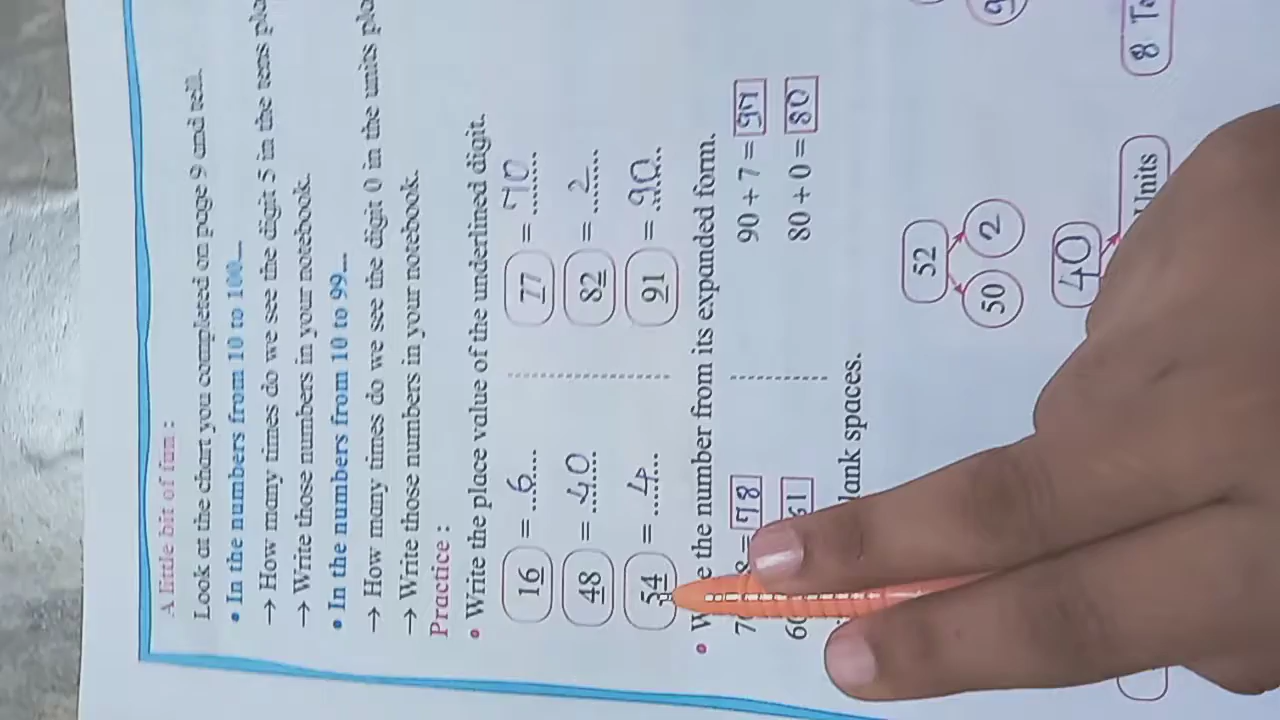 A little bit of fun :
Look at the chart you completed on page 9 and tell.
• In the numbers from 10 to 100...
→ How many times do we see the digit 5 in the tens
→ Write those numbers in your notebook.
• In the numbers from 10 to 99...
→ How many times do we see the digit 0 in the units
→ Write those numbers in your notebook.
Practice :
• Write the place value of the underlined digit.
16 = 6 77 = 70
48 = 40 82 = 2
54 = 4 91 = 90
• the number from its expanded form.
8 = 78 90 + 7 = 97
61 80 + 0 = 80
spaces.
52
50 2
40
Units 8